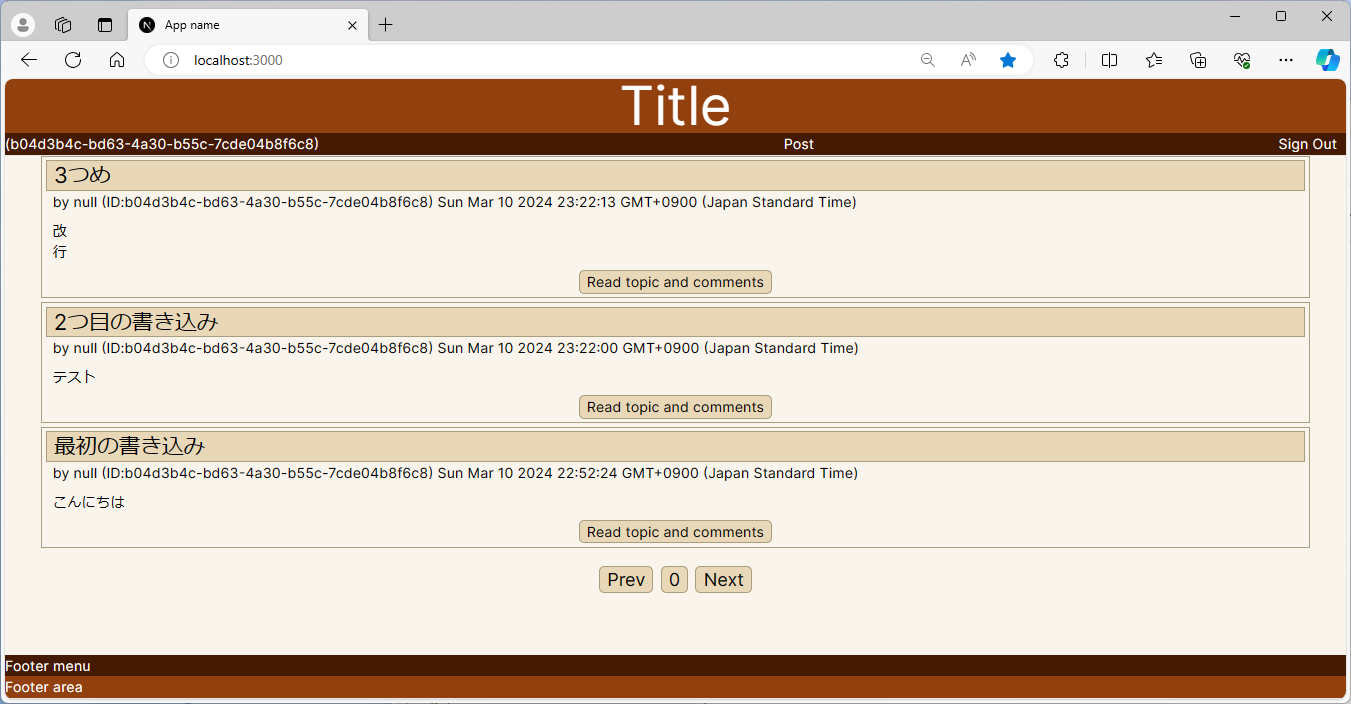 App name
localhost:3000
Title
(b04d3b4c-bd63-4a30-b55c-7cde04b8f6c8) Post Sign Out
3つめ
by null (ID:b04d3b4c-bd63-4a30-b55c-7cde04b8f6c8) Sun Mar 10 2024 23:22:13 GMT+0900 (Japan Standard Time)
改
行
Read topic and comments
2つ目の書き込み
by null (ID:b04d3b4c-bd63-4a30-b55c-7cde04b8f6c8) Sun Mar 10 2024 23:22:00 GMT+0900 (Japan Standard Time)
テスト
Read topic and comments
最初の書き込み
by null (ID:b04d3b4c-bd63-4a30-b55c-7cde04b8f6c8) Sun Mar 10 2024 22:52:24 GMT+0900 (Japan Standard Time)
こんにちは
Read topic and comments
Prev 0 Next
Footer menu
Footer area